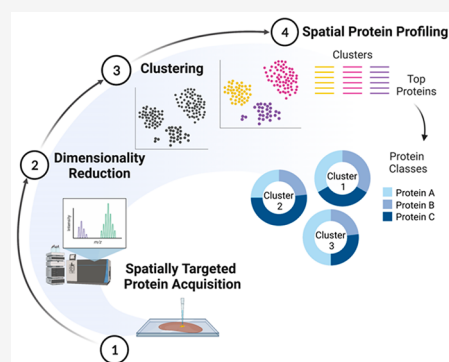 4
Spatial Protein Profiling
Clusters
Top
Proteins
3
Clustering
2
Dimensionality
Reduction
Protein
Classes
Protein A
Protein B
Protein C
Cluster
1
Cluster
2
Cluster
3
Intensity
m/z
Spatially Targeted
Protein Acquisition
1